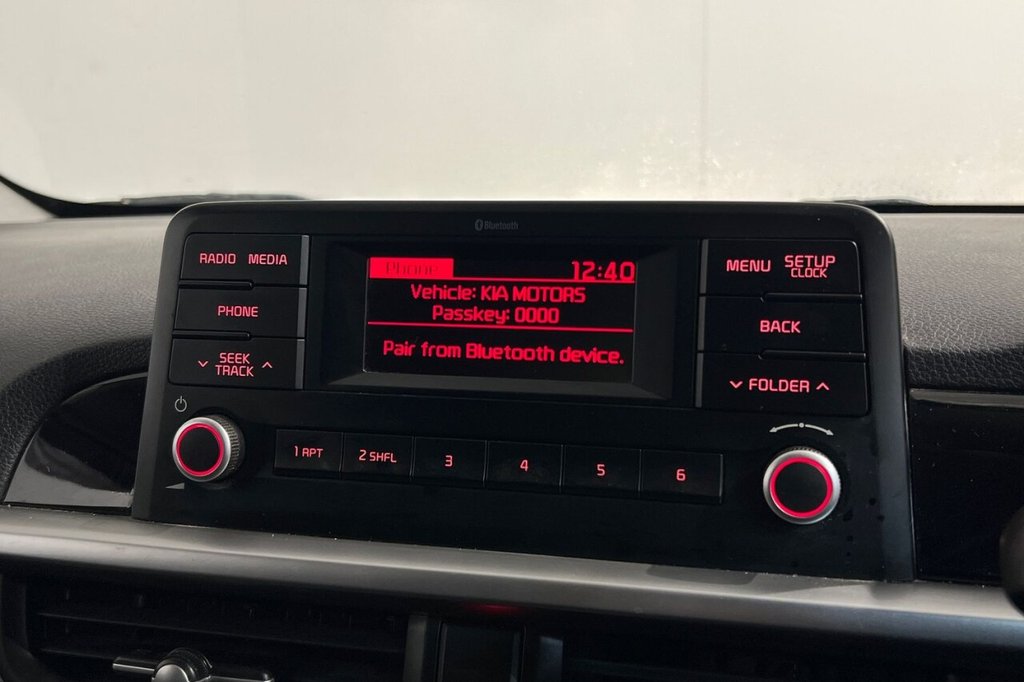 Bluetooth
RADIO MEDIA
PHONE
SEEK
TRACK
Phone 12:40
Vehicle: KIA MOTORS
Passkey: 0000
Pair from Bluetooth device.
MENU SETUP
CLOCK
BACK
FOLDER
1 RPT 2 SHFL 3 4 5 6